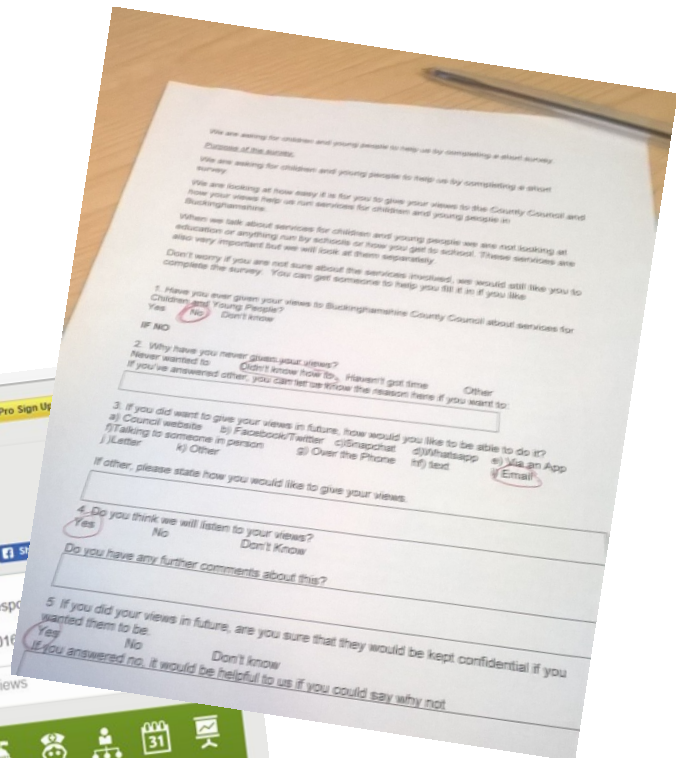 We are asking for children and young people to help us by completing a short survey
Purpose of the survey:
We are asking for children and young people to help us by completing a short
survey.
We are looking at how easy it is for you to give your views to the County Council and
how your views help us run services for children and young people in
Buckinghamshire.
When we talk about services for children and young people we are not looking at
education or anything run by schools or how you get to school. These services are
also very important but we will look at them separately.
Don't worry if you are not sure about the services involved, we would still like you to
complete the survey. You can get someone to help you fill it in if you like
1. Have you ever given your views to Buckinghamshire County Council about services for
Children and Young People?
Yes No Don't know
IF NO
2. Why have you never given your views?
Never wanted to Didn't know how to, Haven't got time Other
If you've answered other, you can let us know the reason here if you want to:
3. If you did want to give your views in future, how would you like to be able to do it?
a) Council website b) Facebook/Twitter c)Snapchat d)Whatsapp e) Via an App
f)Talking to someone in person g) Over the Phone hf) text i) Email
j )Letter k) Other
If other, please state how you would like to give your views.
4. Do you think we will listen to your views?
Yes No Don't Know
Do you have any further comments about this?
5 If you did your views in future, are you sure that they would be kept confidential if you
wanted them to be.
Yes No Don't know
If you answered no, it would be helpful to us if you could say why not
Pro Sign Up
iews
31